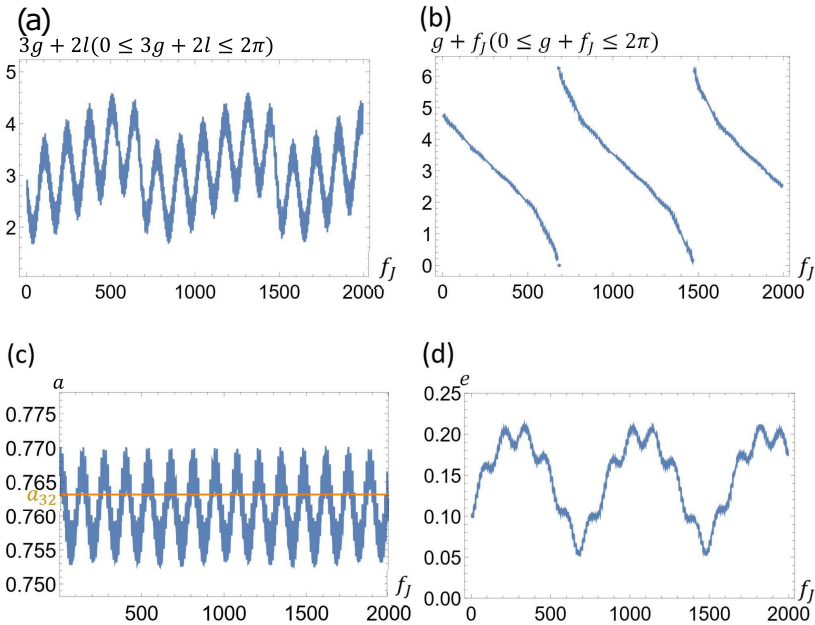 (a)
3g + 2l(0 ≤ 3g + 2l ≤ 2π)
5
4
3
2
0 500 1000 1500 2000
f_J
(b)
g + f_J(0 ≤ g + f_J ≤ 2π)
6
5
4
3
2
1
0
0 500 1000 1500 2000
f_J
(c)
a
0.775
0.770
0.765
a_32
0.760
0.755
0.750
500 1000 1500 2000
f_J
(d)
e
0.25
0.20
0.15
0.10
0.05
0.00
0 500 1000 1500 2000
f_J